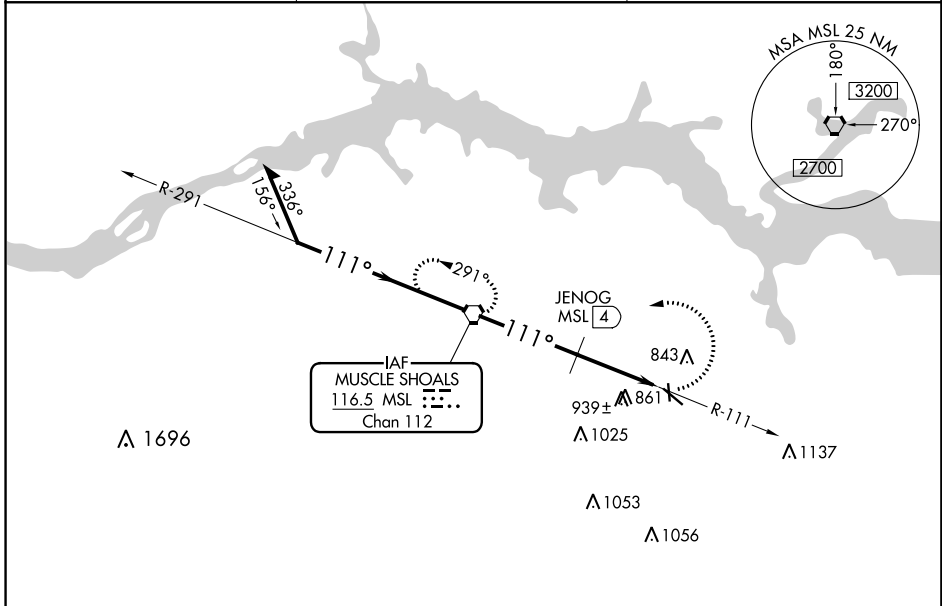 MSA MSL 25 NM
180°
3200
270°
2700
R-291
336°
156°
111°
291°
JENOG
MSL 4
111°
843
IAF
MUSCLE SHOALS
116.5 MSL
Chan 112
939±
861
R-111
1025
1137
1696
1053
1056